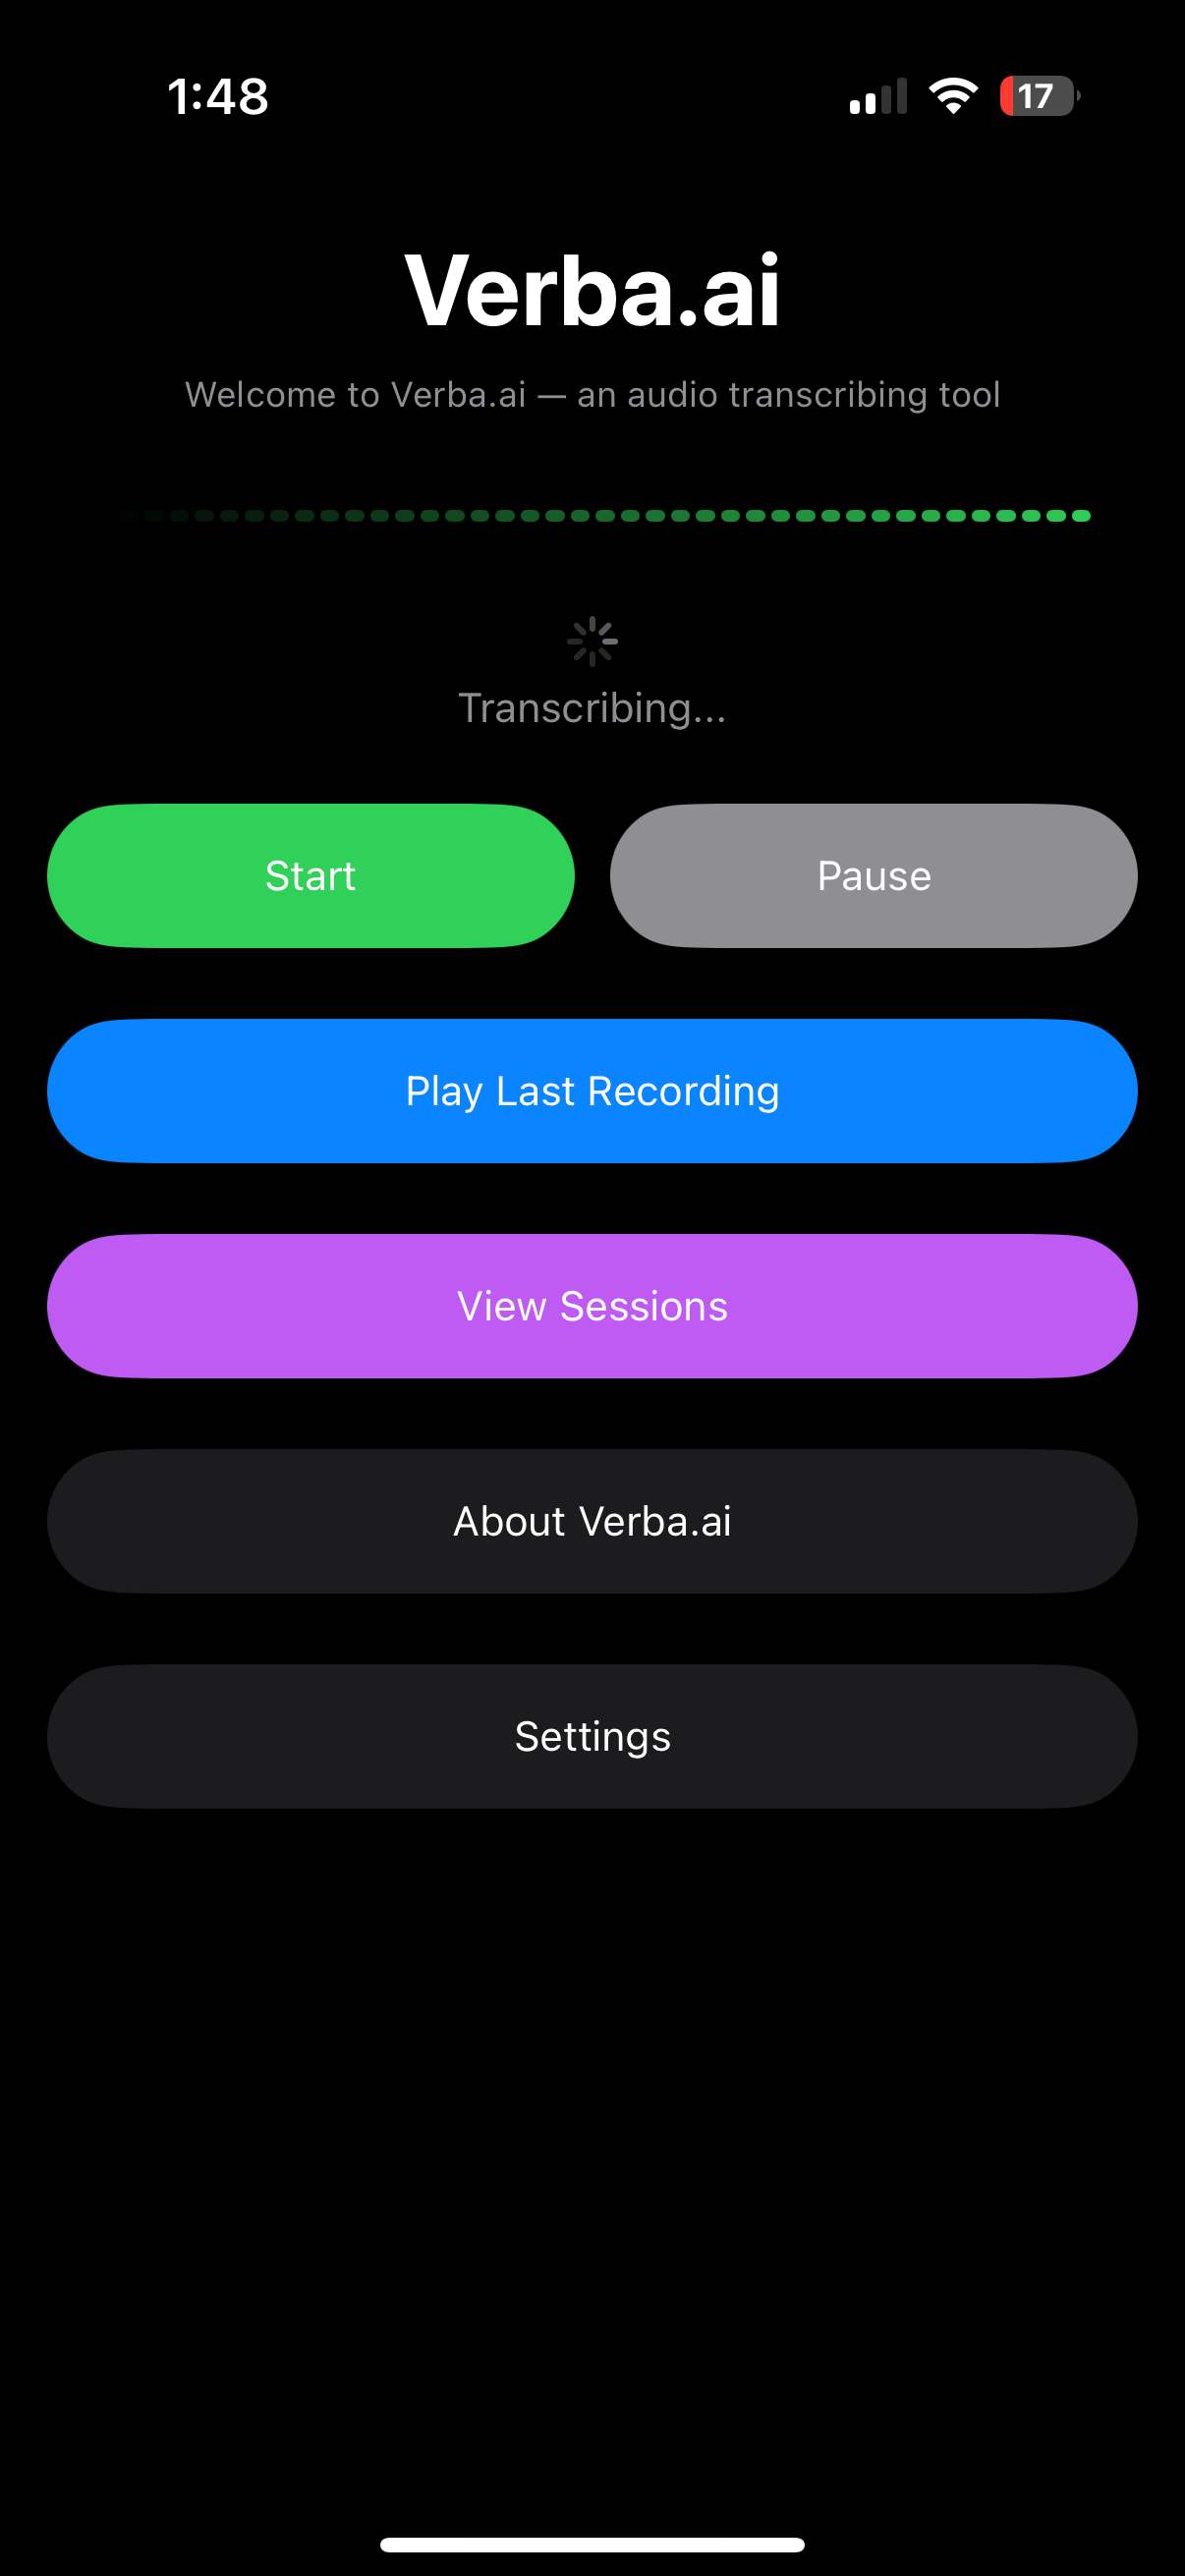 1:48
17
Verba.ai
Welcome to Verba.ai — an audio transcribing tool
Transcribing...
Start
Pause
Play Last Recording
View Sessions
About Verba.ai
Settings